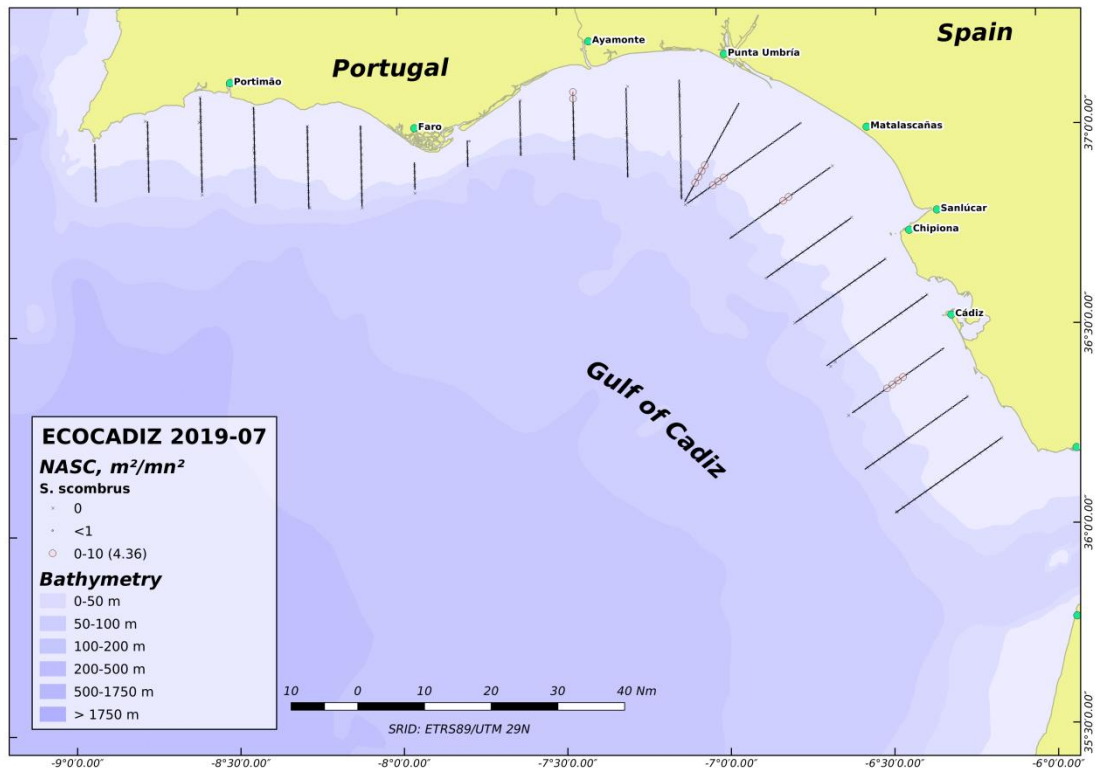 Spain
Ayamonte
Punta Umbría
Portugal
Portimão
Faro
Matalascañas
Sanlúcar
Chipiona
Cádiz
Gulf of Cadiz
37°0'0.00"
36°30'0.00"
36°0'0.00"
35°30'0.00"
ECOCADIZ 2019-07
NASC, m²/mn²
S. scombrus
0
<1
0-10 (4.36)
Bathymetry
0-50 m
50-100 m
100-200 m
200-500 m
500-1750 m
> 1750 m
10 0 10 20 30 40 Nm
SRID: ETRS89/UTM 29N
-9°0'0.00" -8°30'0.00" -8°0'0.00" -7°30'0.00" -7°0'0.00" -6°30'0.00" -6°0'0.00"